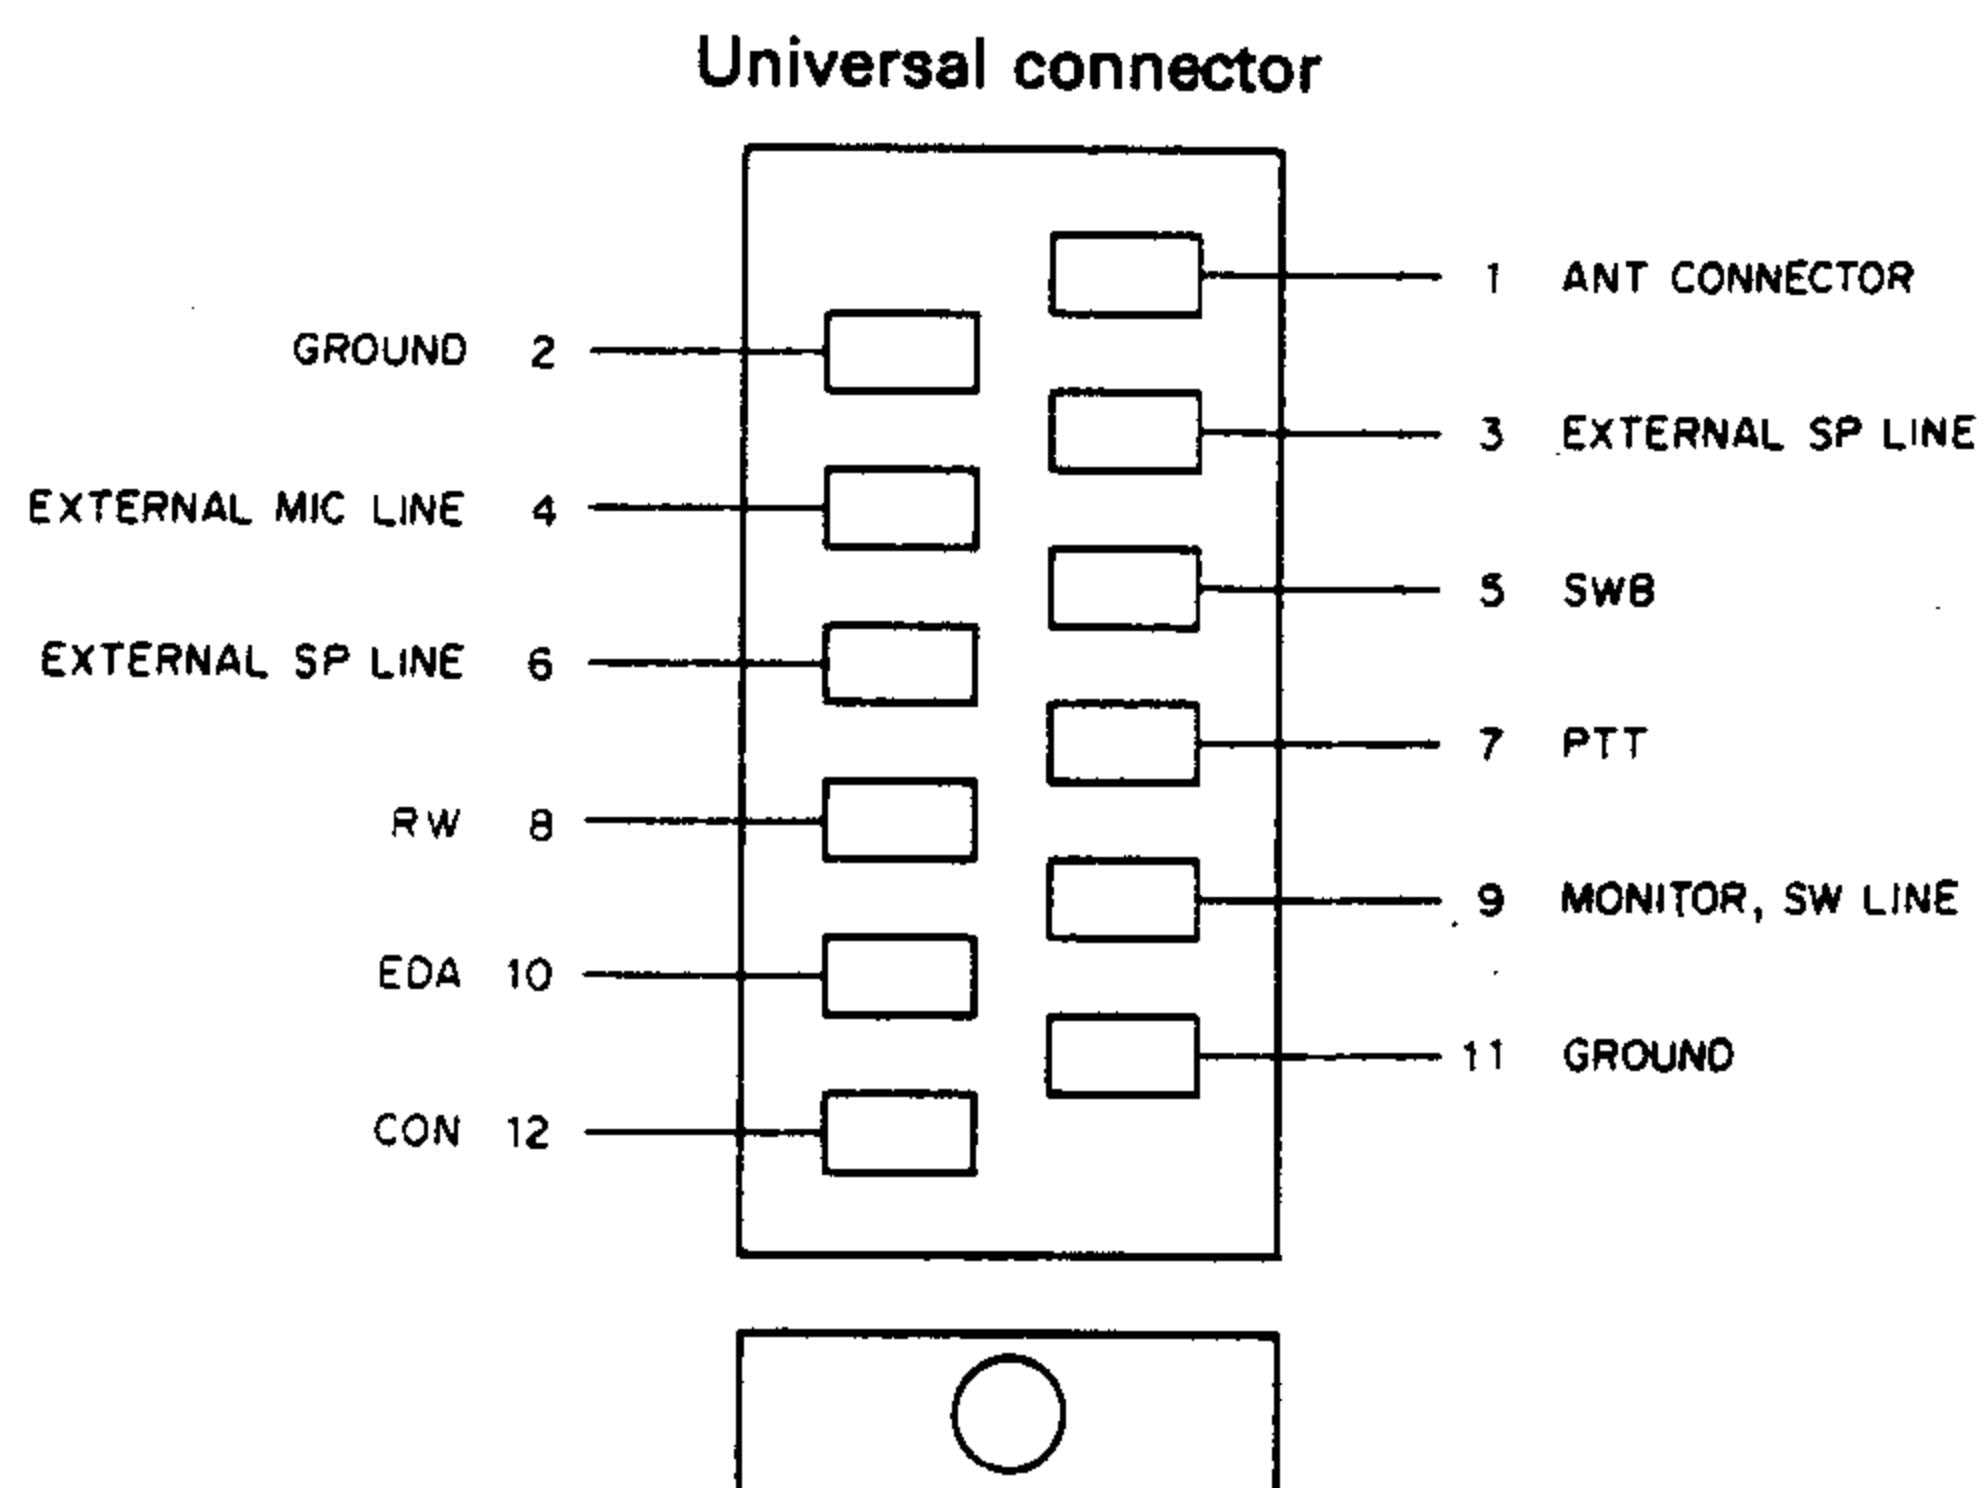 Universal connector
1 ANT CONNECTOR
GROUND 2
3 EXTERNAL SP LINE
EXTERNAL MIC LINE 4
5 SWB
EXTERNAL SP LINE 6
7 PTT
RW 8
9 MONITOR, SW LINE
EDA 10
11 GROUND
CON 12